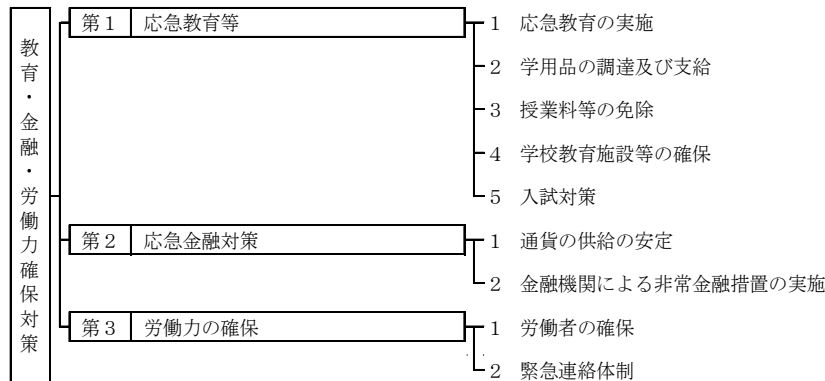 教育・金融・労働力確保対策
第1 応急教育等
1 応急教育の実施
2 学用品の調達及び支給
3 授業料等の免除
4 学校教育施設等の確保
5 入試対策
第2 応急金融対策
1 通貨の供給の安定
2 金融機関による非常金融措置の実施
第3 労働力の確保
1 労働者の確保
2 緊急連絡体制